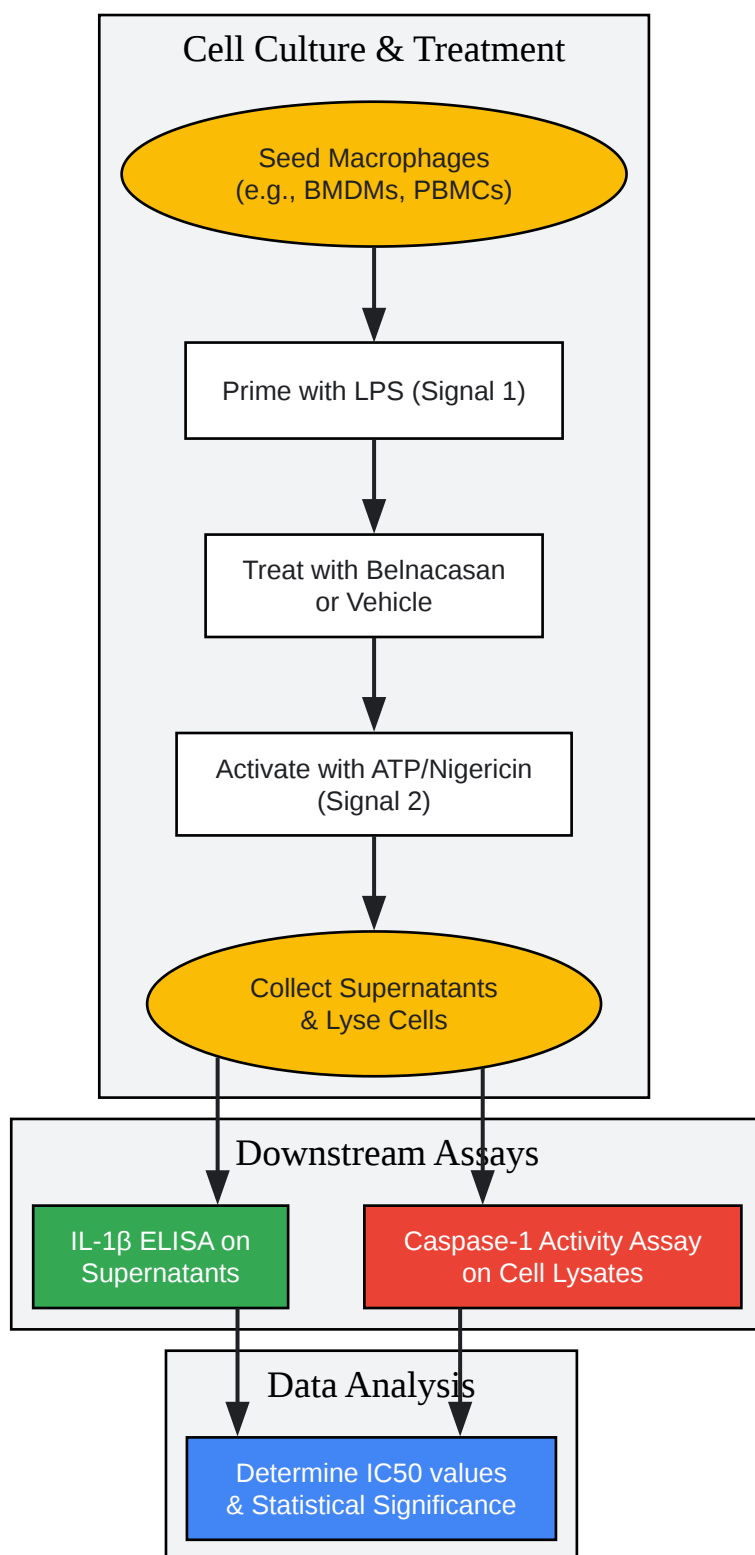 Cell Culture & Treatment
Seed Macrophages
(e.g., BMDMs, PBMCs)
Prime with LPS (Signal 1)
Treat with Belnacasan
or Vehicle
Activate with ATP/Nigericin
(Signal 2)
Collect Supernatants
& Lyse Cells
Downstream Assays
IL-1β ELISA on
Supernatants
Caspase-1 Activity Assay
on Cell Lysates
Data Analysis
Determine IC50 values
& Statistical Significance